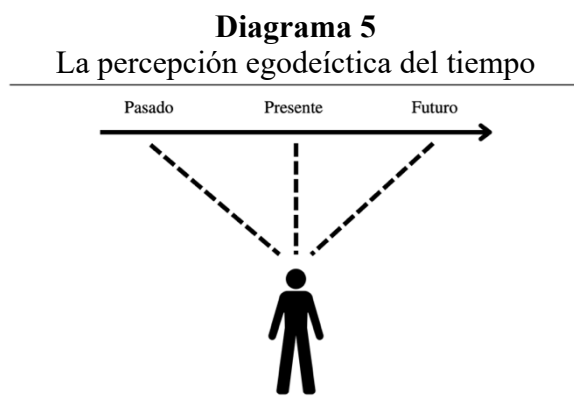 Diagrama 5
La percepción egodeíctica del tiempo
Pasado Presente Futuro